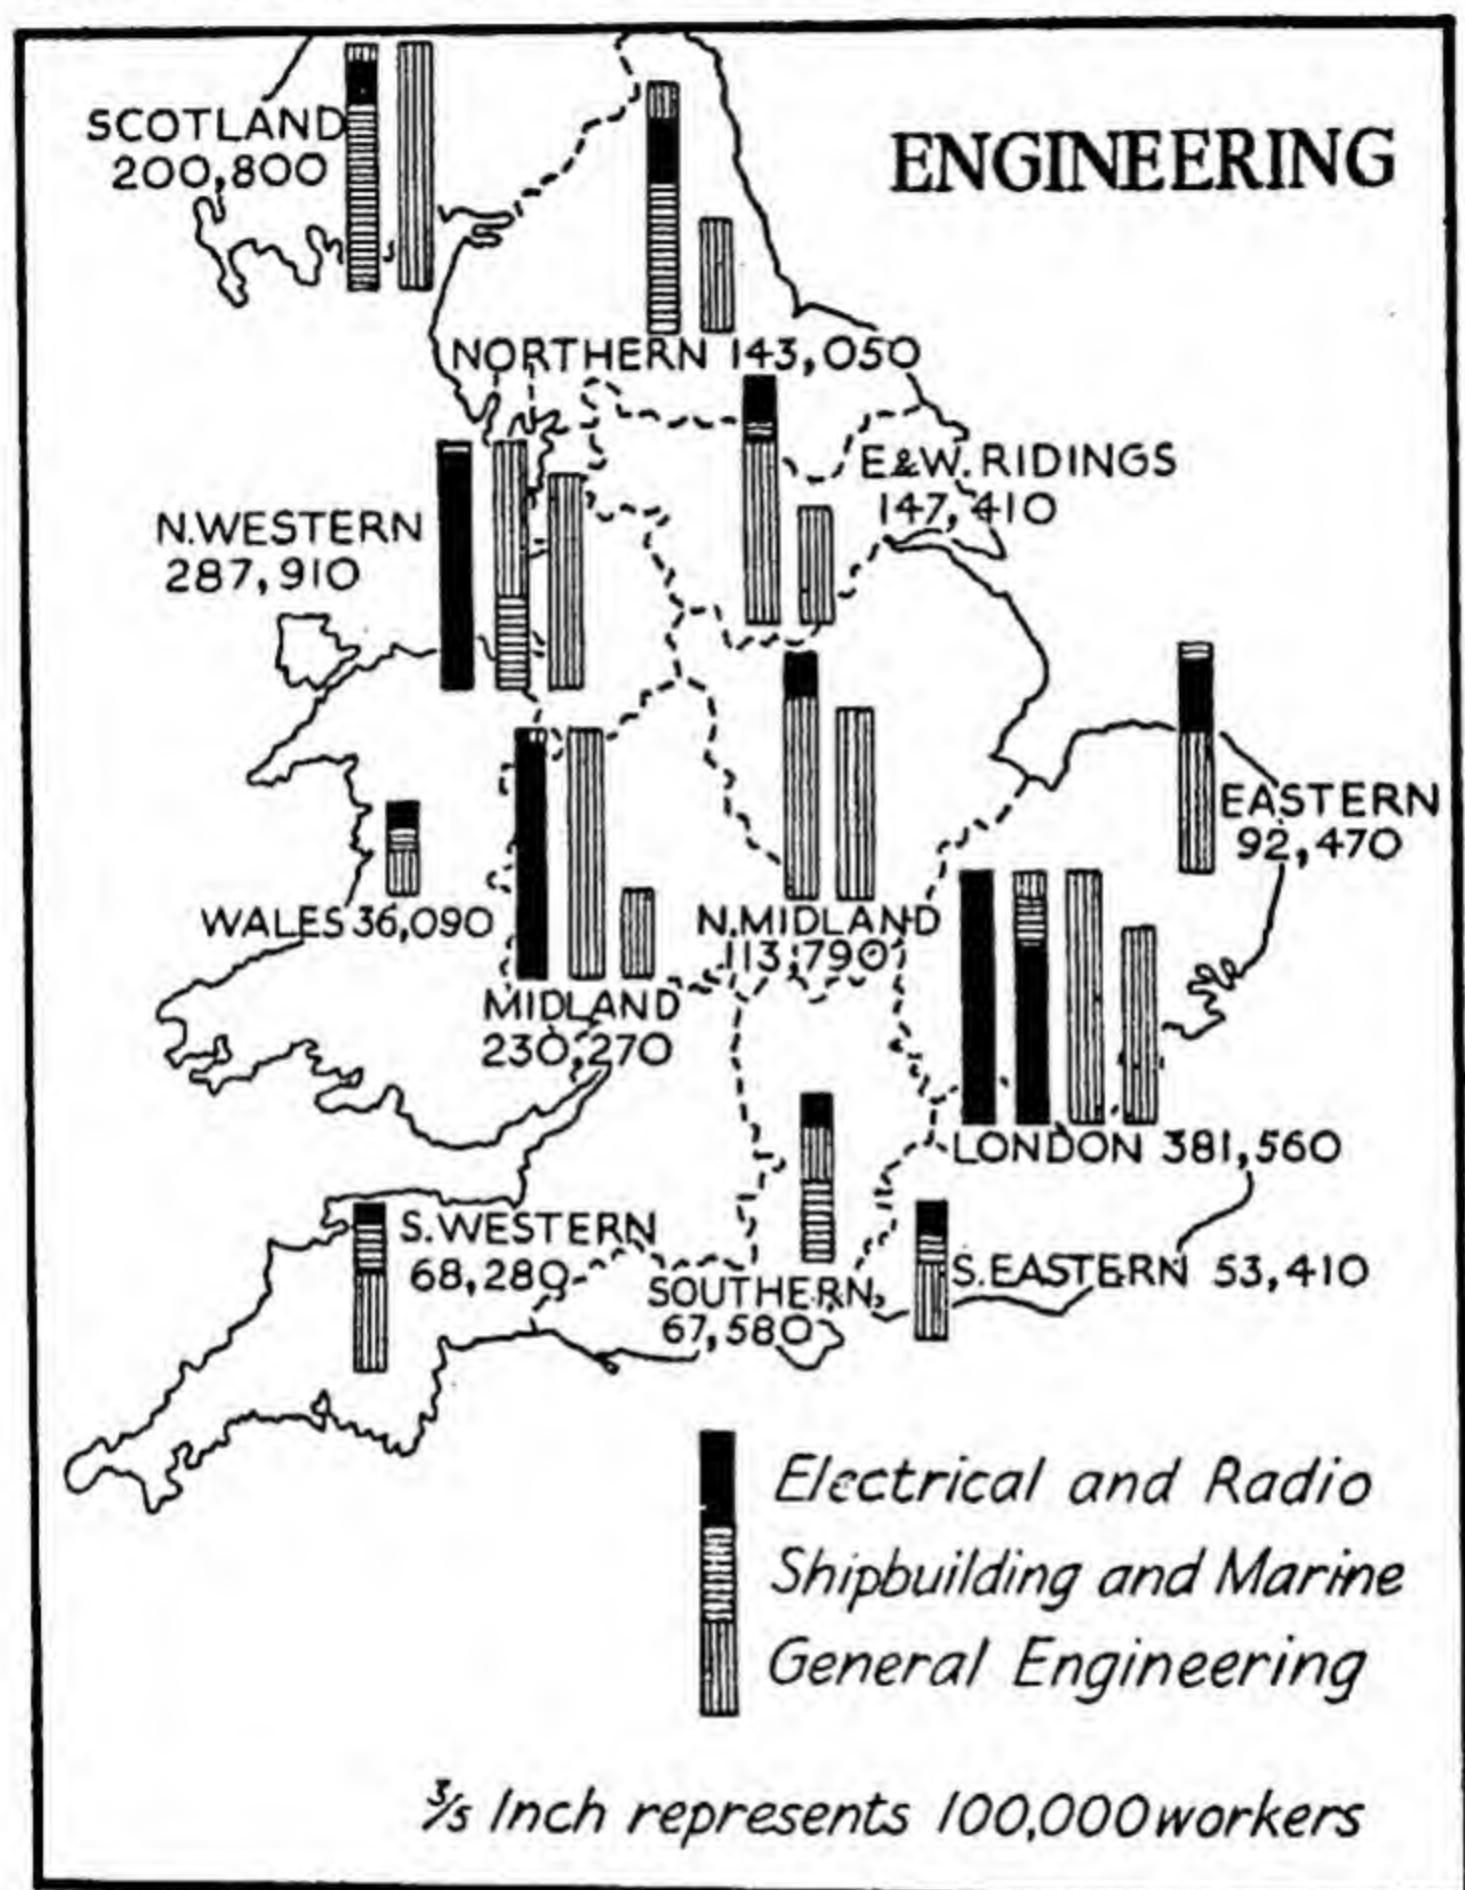 ENGINEERING
SCOTLAND
200,800
NORTHERN 143,050
E&W. RIDINGS
147,410
N.WESTERN
287,910
EASTERN
92,470
WALES 36,090
N.MIDLAND
113,790
MIDLAND
230,270
LONDON 381,560
S.WESTERN
68,280
S.EASTERN 53,410
SOUTHERN
67,580
Electrical and Radio
Shipbuilding and Marine
General Engineering
3/5 Inch represents 100,000 workers